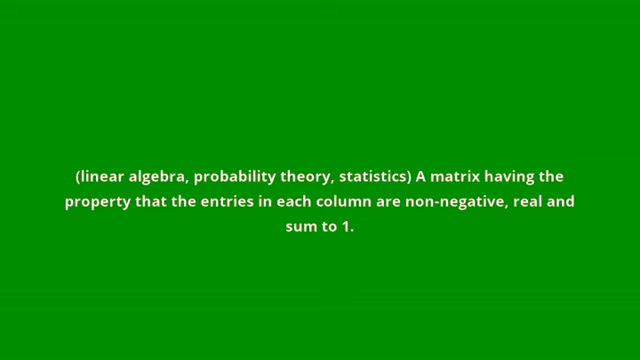 (linear algebra, probability theory, statistics) A matrix having the
property that the entries in each column are non-negative, real and
sum to 1.